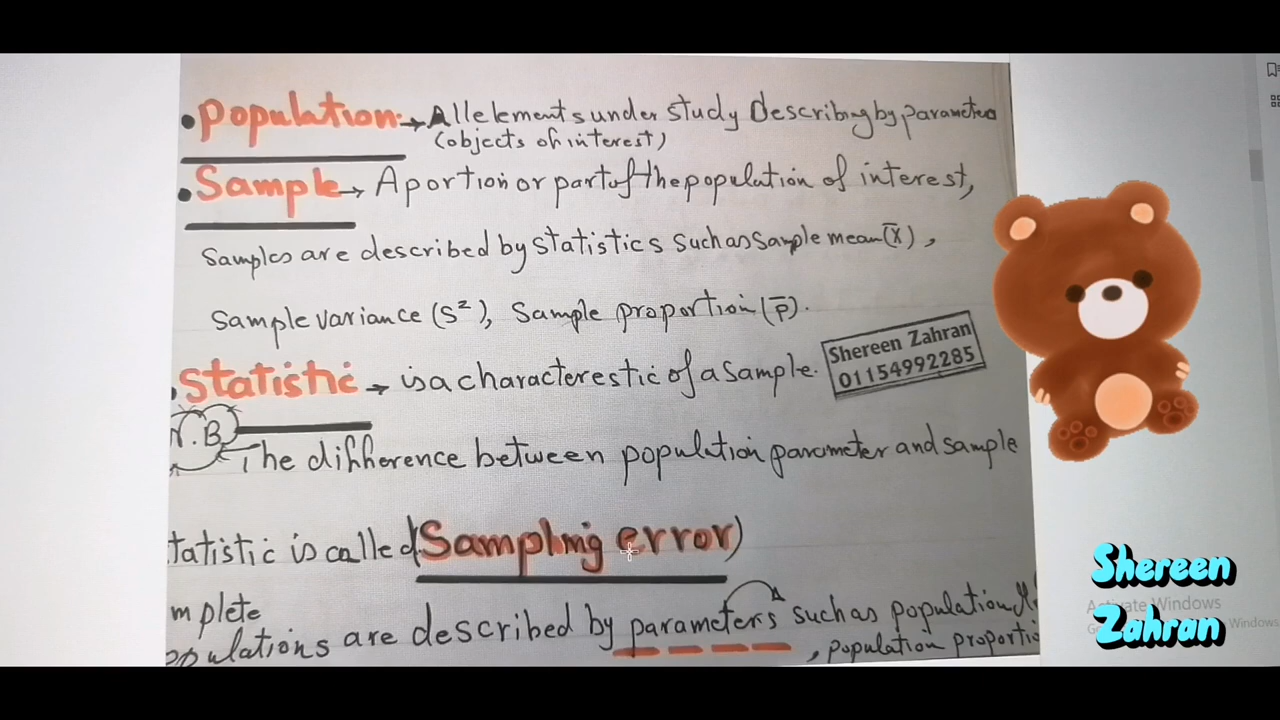 • Population → All elements under study Describing by parameters
(objects of interest)
• Sample → A portion or part of the population of interest,
Samples are described by statistics such as sample mean (x̄),
Sample variance (S²), Sample proportion (p̄).
• Statistic → is a characterestic of a sample.
Shereen Zahran
01154992285
N.B
The difference between population parameter and sample
tatistic is called (Sampling error)
mplete
opulations are described by parameters such as population
, population proportio
Shereen
Zahran
Activate Windows